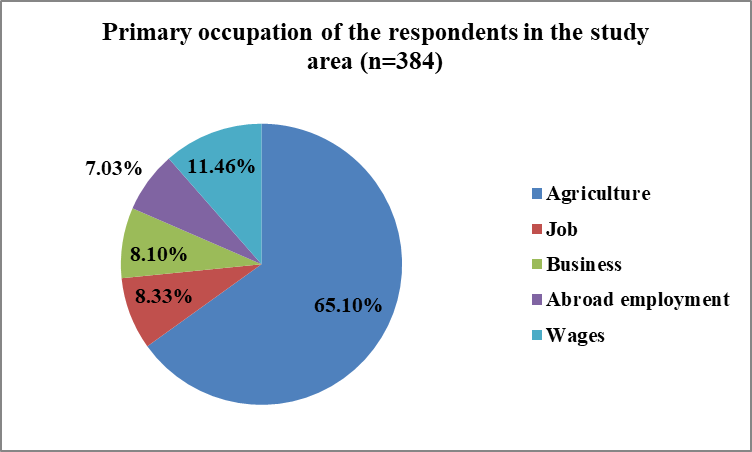 Primary occupation of the respondents in the study
area (n=384)
7.03%
11.46%
8.10%
8.33%
65.10%
Agriculture
Job
Business
Abroad employment
Wages